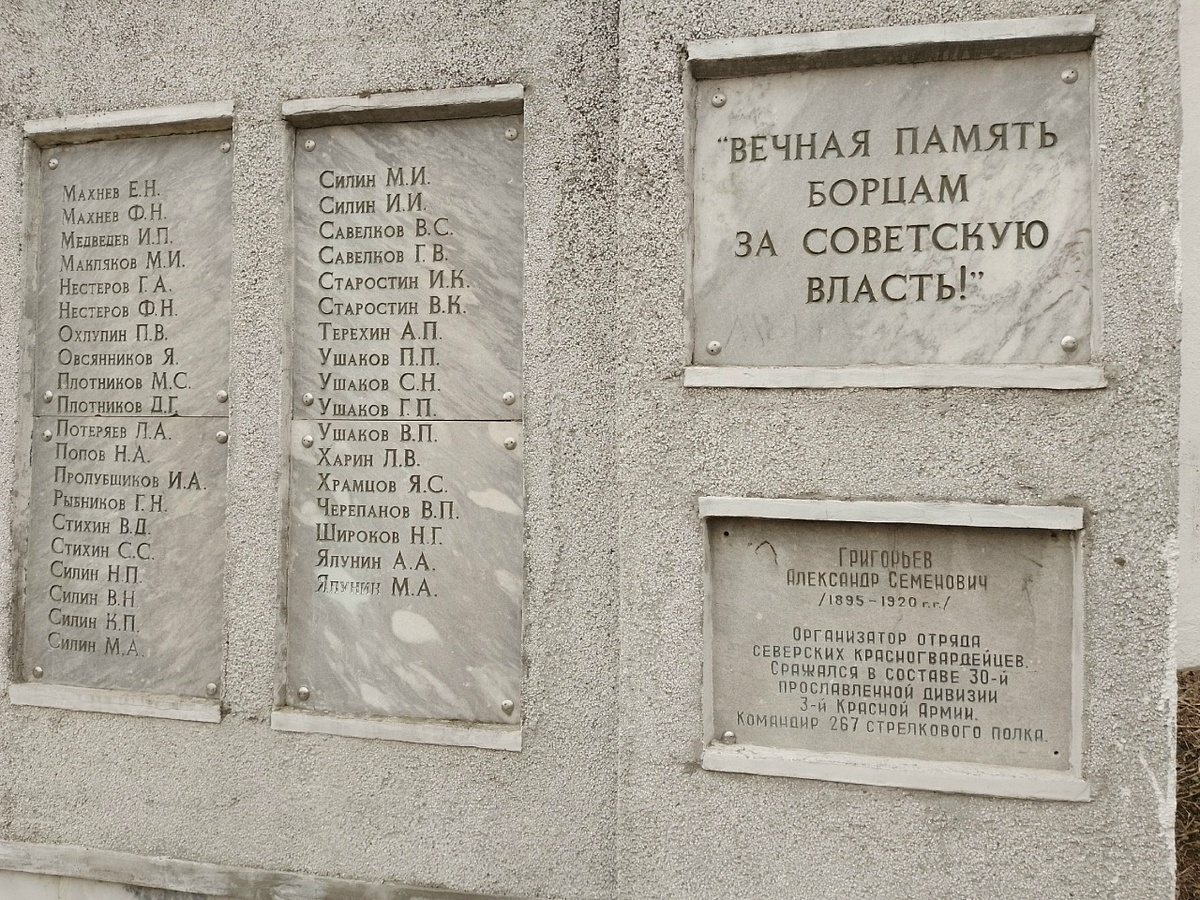 Махнев Е.Н.
Махнев Ф.Н.
Медведев И.П.
Макляков М.И.
Нестеров Г.А.
Нестеров Ф.Н.
Охлупин П.В.
Овсянников Я.
Плотников М.С.
Плотников Д.Г.
Потеряев Л.А.
Попов Н.А.
Пролубщиков И.А.
Рыбников Г.Н.
Стихин В.Д.
Стихин С.С.
Силин Н.П.
Силин В.Н
Силин К.П.
Силин М.А.
Силин М.И.
Силин И.И.
Савелков В.С.
Савелков Г.В.
Старостин И.К.
Старостин В.К.
Терехин А.П.
Ушаков П.П.
Ушаков С.Н.
Ушаков Г.П.
Ушаков В.П.
Харин Л.В.
Храмцов Я.С.
Черепанов В.П.
Широков Н.Г.
Япунин А.А.
Япунин М.А.
"ВЕЧНАЯ ПАМЯТЬ
БОРЦАМ
ЗА СОВЕТСКУЮ
ВЛАСТЬ!"
Григорьев
Александр Семенович
/1895-1920 г.г./
Организатор отряда
северских красногвардейцев.
Сражался в составе 30-й
прославленной дивизии
3-й Красной Армии.
Командир 267 стрелкового полка.